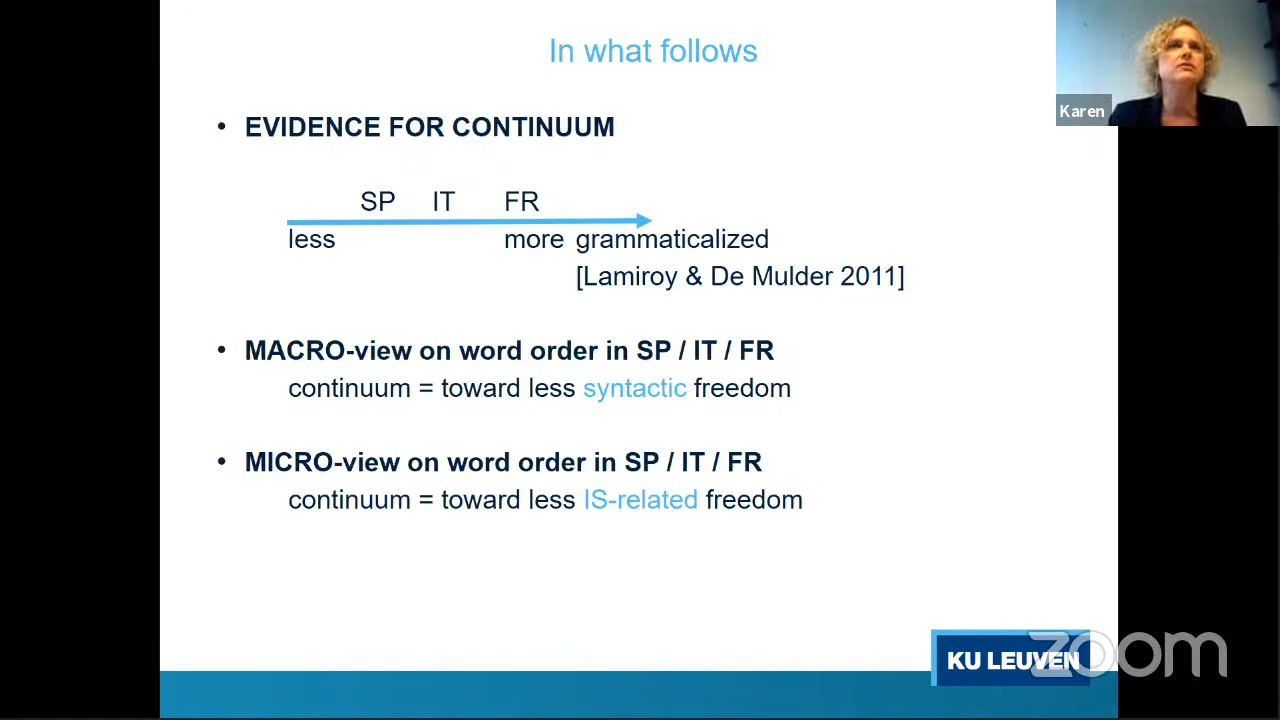 In what follows
• EVIDENCE FOR CONTINUUM
SP IT FR
less more grammaticalized
[Lamiroy & De Mulder 2011]
• MACRO-view on word order in SP / IT / FR
continuum = toward less syntactic freedom
• MICRO-view on word order in SP / IT / FR
continuum = toward less IS-related freedom
Karen
KU LEUVEN
zoom